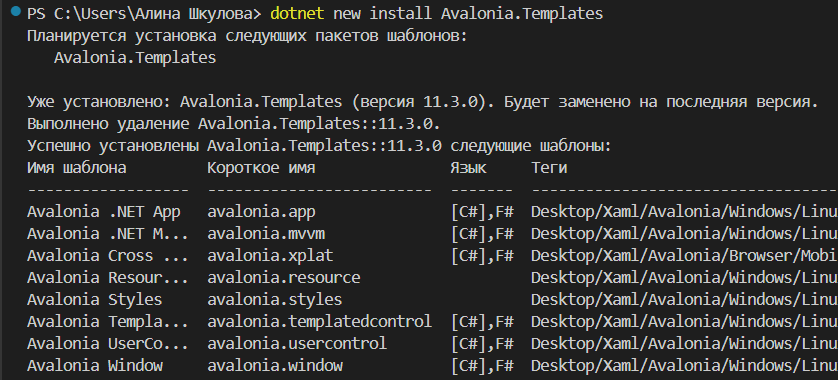 PS C:\Users\Алина Шкулова> dotnet new install Avalonia.Templates
Планируется установка следующих пакетов шаблонов:
Avalonia.Templates
Уже установлено: Avalonia.Templates (версия 11.3.0). Будет заменено на последняя версия.
Выполнено удаление Avalonia.Templates::11.3.0.
Успешно установлены Avalonia.Templates::11.3.0 следующие шаблоны:
Имя шаблона Короткое имя Язык Теги
------------------ ------------------------- ------- ----------------------------------
Avalonia .NET App avalonia.app [C#],F# Desktop/Xaml/Avalonia/Windows/Linu
Avalonia .NET M... avalonia.mvvm [C#],F# Desktop/Xaml/Avalonia/Windows/Linu
Avalonia Cross ... avalonia.xplat [C#],F# Desktop/Xaml/Avalonia/Browser/Mobi
Avalonia Resour... avalonia.resource Desktop/Xaml/Avalonia/Windows/Linu
Avalonia Styles avalonia.styles Desktop/Xaml/Avalonia/Windows/Linu
Avalonia Templa... avalonia.templatedcontrol [C#],F# Desktop/Xaml/Avalonia/Windows/Linu
Avalonia UserCo... avalonia.usercontrol [C#],F# Desktop/Xaml/Avalonia/Windows/Linu
Avalonia Window avalonia.window [C#],F# Desktop/Xaml/Avalonia/Windows/Linu